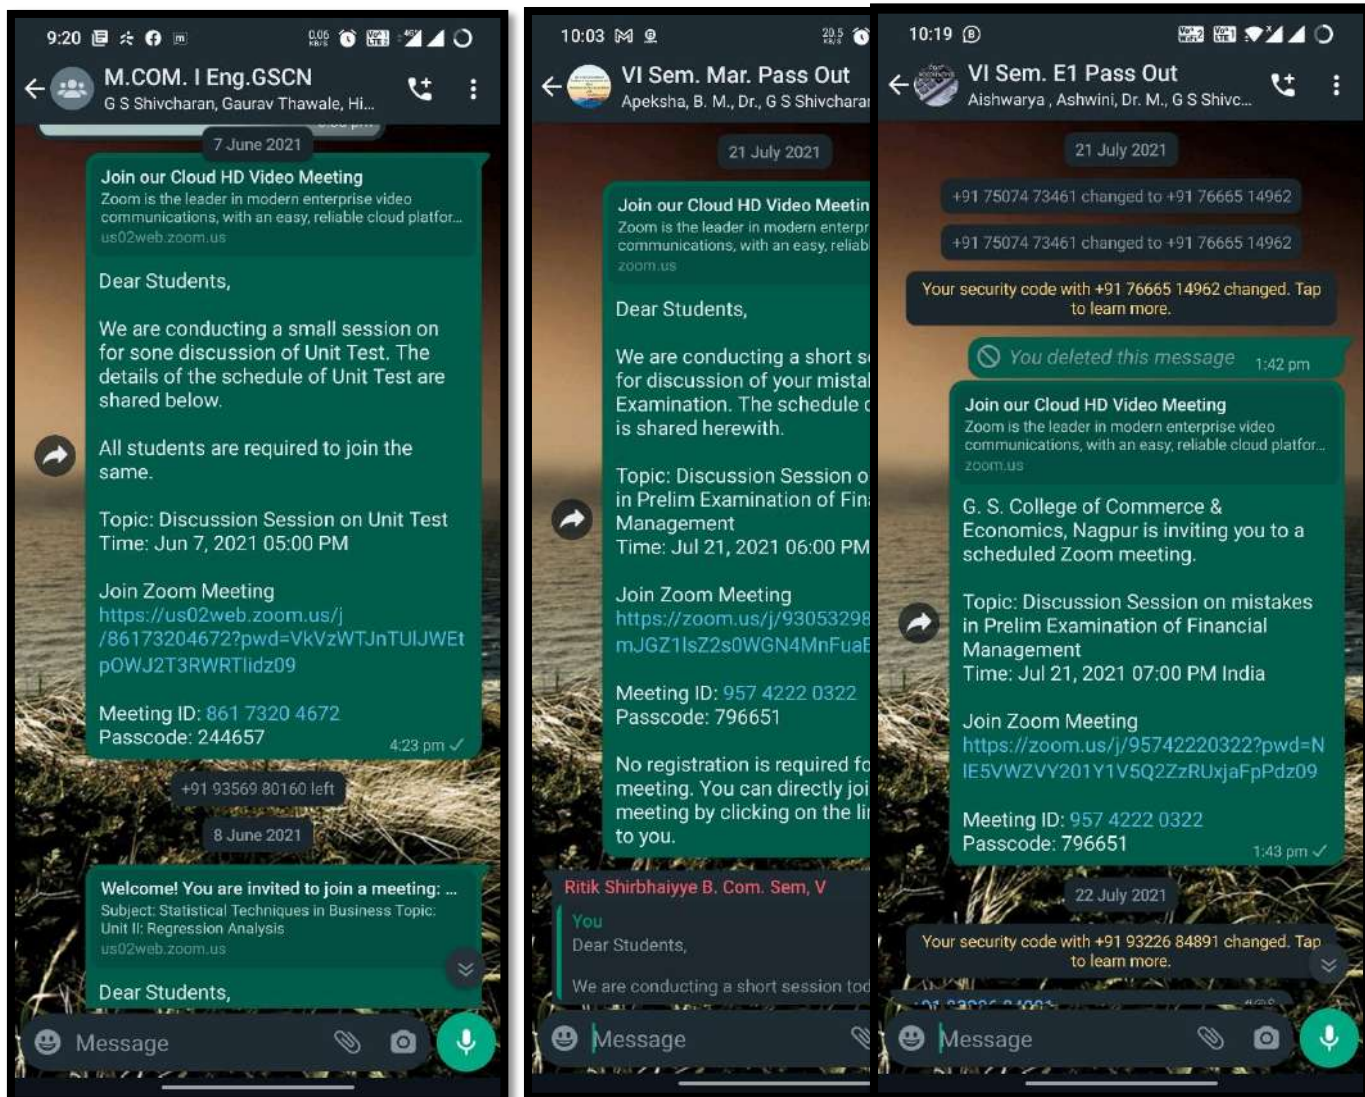 9:20
0.06 KB/S
M.COM. I Eng.GSCN
G S Shivcharan, Gaurav Thawale, Hi...
7 June 2021
Join our Cloud HD Video Meeting
Zoom is the leader in modern enterprise video
communications, with an easy, reliable cloud platfor...
us02web.zoom.us
Dear Students,
We are conducting a small session on
for sone discussion of Unit Test. The
details of the schedule of Unit Test are
shared below.
All students are required to join the
same.
Topic: Discussion Session on Unit Test
Time: Jun 7, 2021 05:00 PM
Join Zoom Meeting
https://us02web.zoom.us/j
/86173204672?pwd=VkVzWTJnTUlJWEt
pOWJ2T3RWRTlidz09
Meeting ID: 861 7320 4672
Passcode: 244657
4:23 pm
+91 93569 80160 left
8 June 2021
Welcome! You are invited to join a meeting: ...
Subject: Statistical Techniques in Business Topic:
Unit II: Regression Analysis
us02web.zoom.us
Dear Students,
Message
10:03
20.5 KB/S
VI Sem. Mar. Pass Out
Apeksha, B. M., Dr., G S Shivchara
21 July 2021
Join our Cloud HD Video Meetin
Zoom is the leader in modern enterpr
communications, with an easy, reliab
zoom.us
Dear Students,
We are conducting a short s
for discussion of your mista
Examination. The schedule
is shared herewith.
Topic: Discussion Session o
in Prelim Examination of Fin
Management
Time: Jul 21, 2021 06:00 PM
Join Zoom Meeting
https://zoom.us/j/93053298
mJGZ1lsZ2s0WGN4MnFuaE
Meeting ID: 957 4222 0322
Passcode: 796651
No registration is required fo
meeting. You can directly joi
meeting by clicking on the lin
to you.
Ritik Shirbhaiyye B. Com. Sem, V
You
Dear Students,
We are conducting a short session tod
Message
10:19
VI Sem. E1 Pass Out
Aishwarya , Ashwini, Dr. M., G S Shivc...
21 July 2021
+91 75074 73461 changed to +91 76665 14962
+91 75074 73461 changed to +91 76665 14962
Your security code with +91 76665 14962 changed. Tap
to learn more.
You deleted this message 1:42 pm
Join our Cloud HD Video Meeting
Zoom is the leader in modern enterprise video
communications, with an easy, reliable cloud platfor...
zoom.us
G. S. College of Commerce &
Economics, Nagpur is inviting you to a
scheduled Zoom meeting.
Topic: Discussion Session on mistakes
in Prelim Examination of Financial
Management
Time: Jul 21, 2021 07:00 PM India
Join Zoom Meeting
https://zoom.us/j/95742220322?pwd=N
lE5VWZVY201Y1V5Q2ZzRUxjaFpPdz09
Meeting ID: 957 4222 0322
Passcode: 796651
1:43 pm
22 July 2021
Your security code with +91 93226 84891 changed. Tap
to learn more.
Message